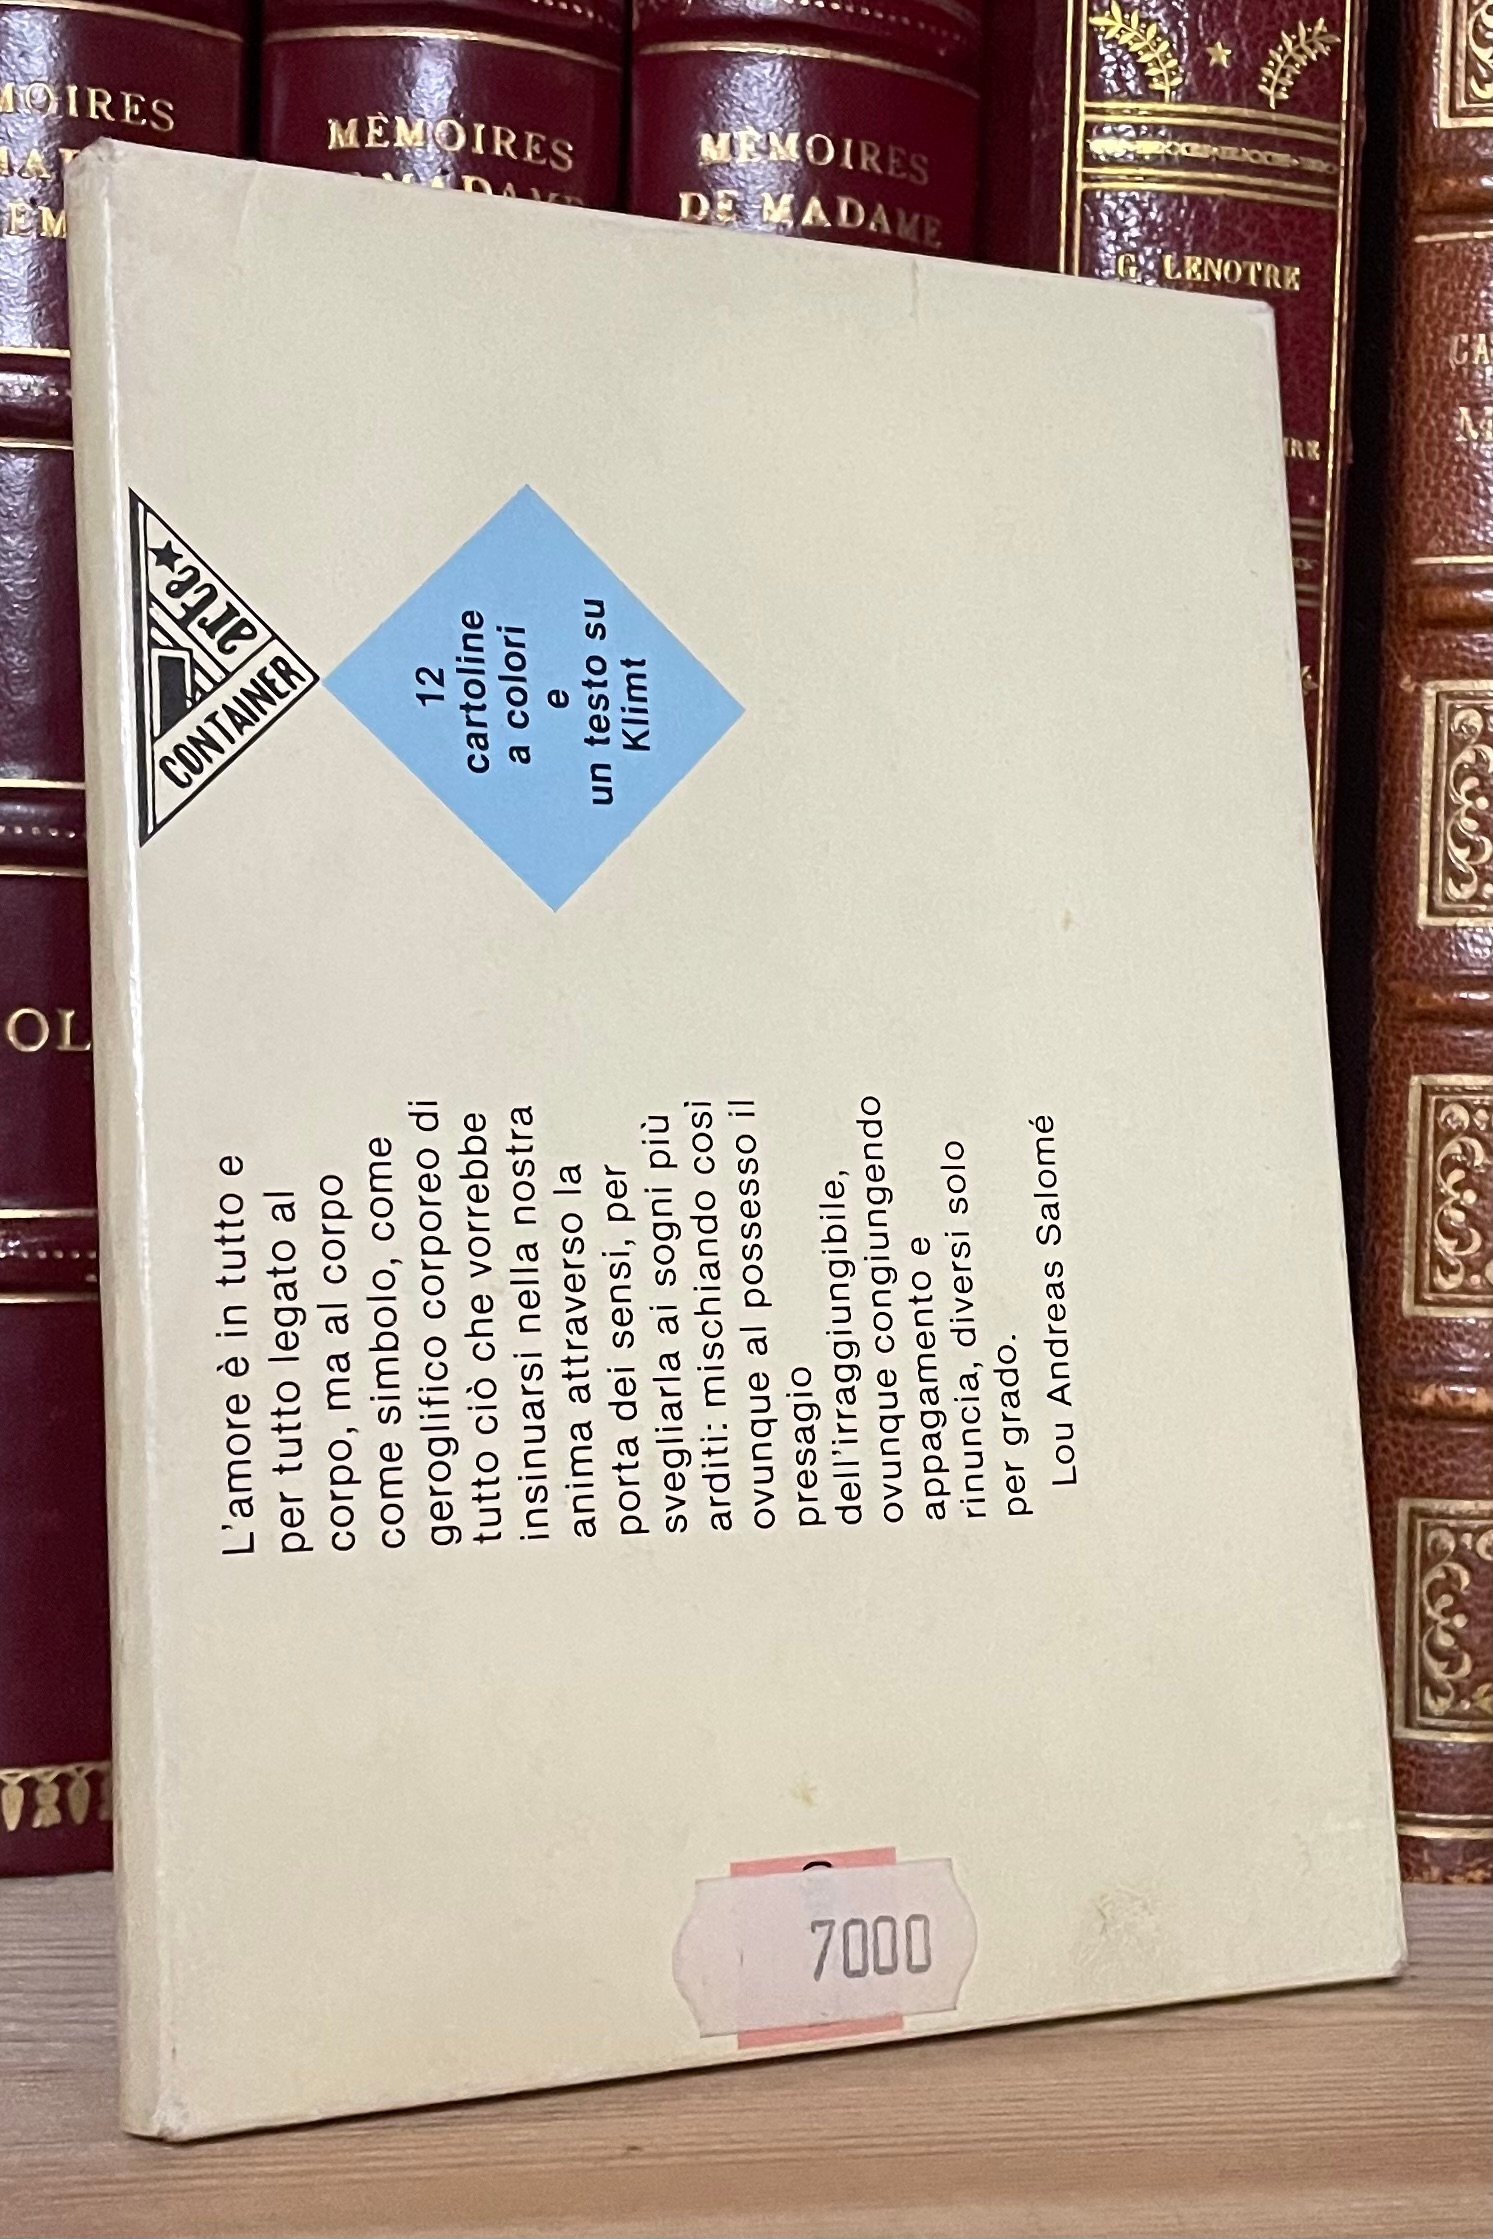 MOIRES
MÉMOIRES
MÉMOIRES
DE MADAME
G. LENOTRE
OL
CONTAINER
arte
12
cartoline
a colori
e
un testo su
Klimt
L'amore è in tutto e
per tutto legato al
corpo, ma al corpo
come simbolo, come
geroglifico corporeo di
tutto ciò che vorrebbe
insinuarsi nella nostra
anima attraverso la
porta dei sensi, per
svegliarla ai sogni più
arditi: mischiando così
ovunque al possesso il
presagio
dell'irraggiungibile,
ovunque congiungendo
appagamento e
rinuncia, diversi solo
per grado.
Lou Andreas Salomé
7000